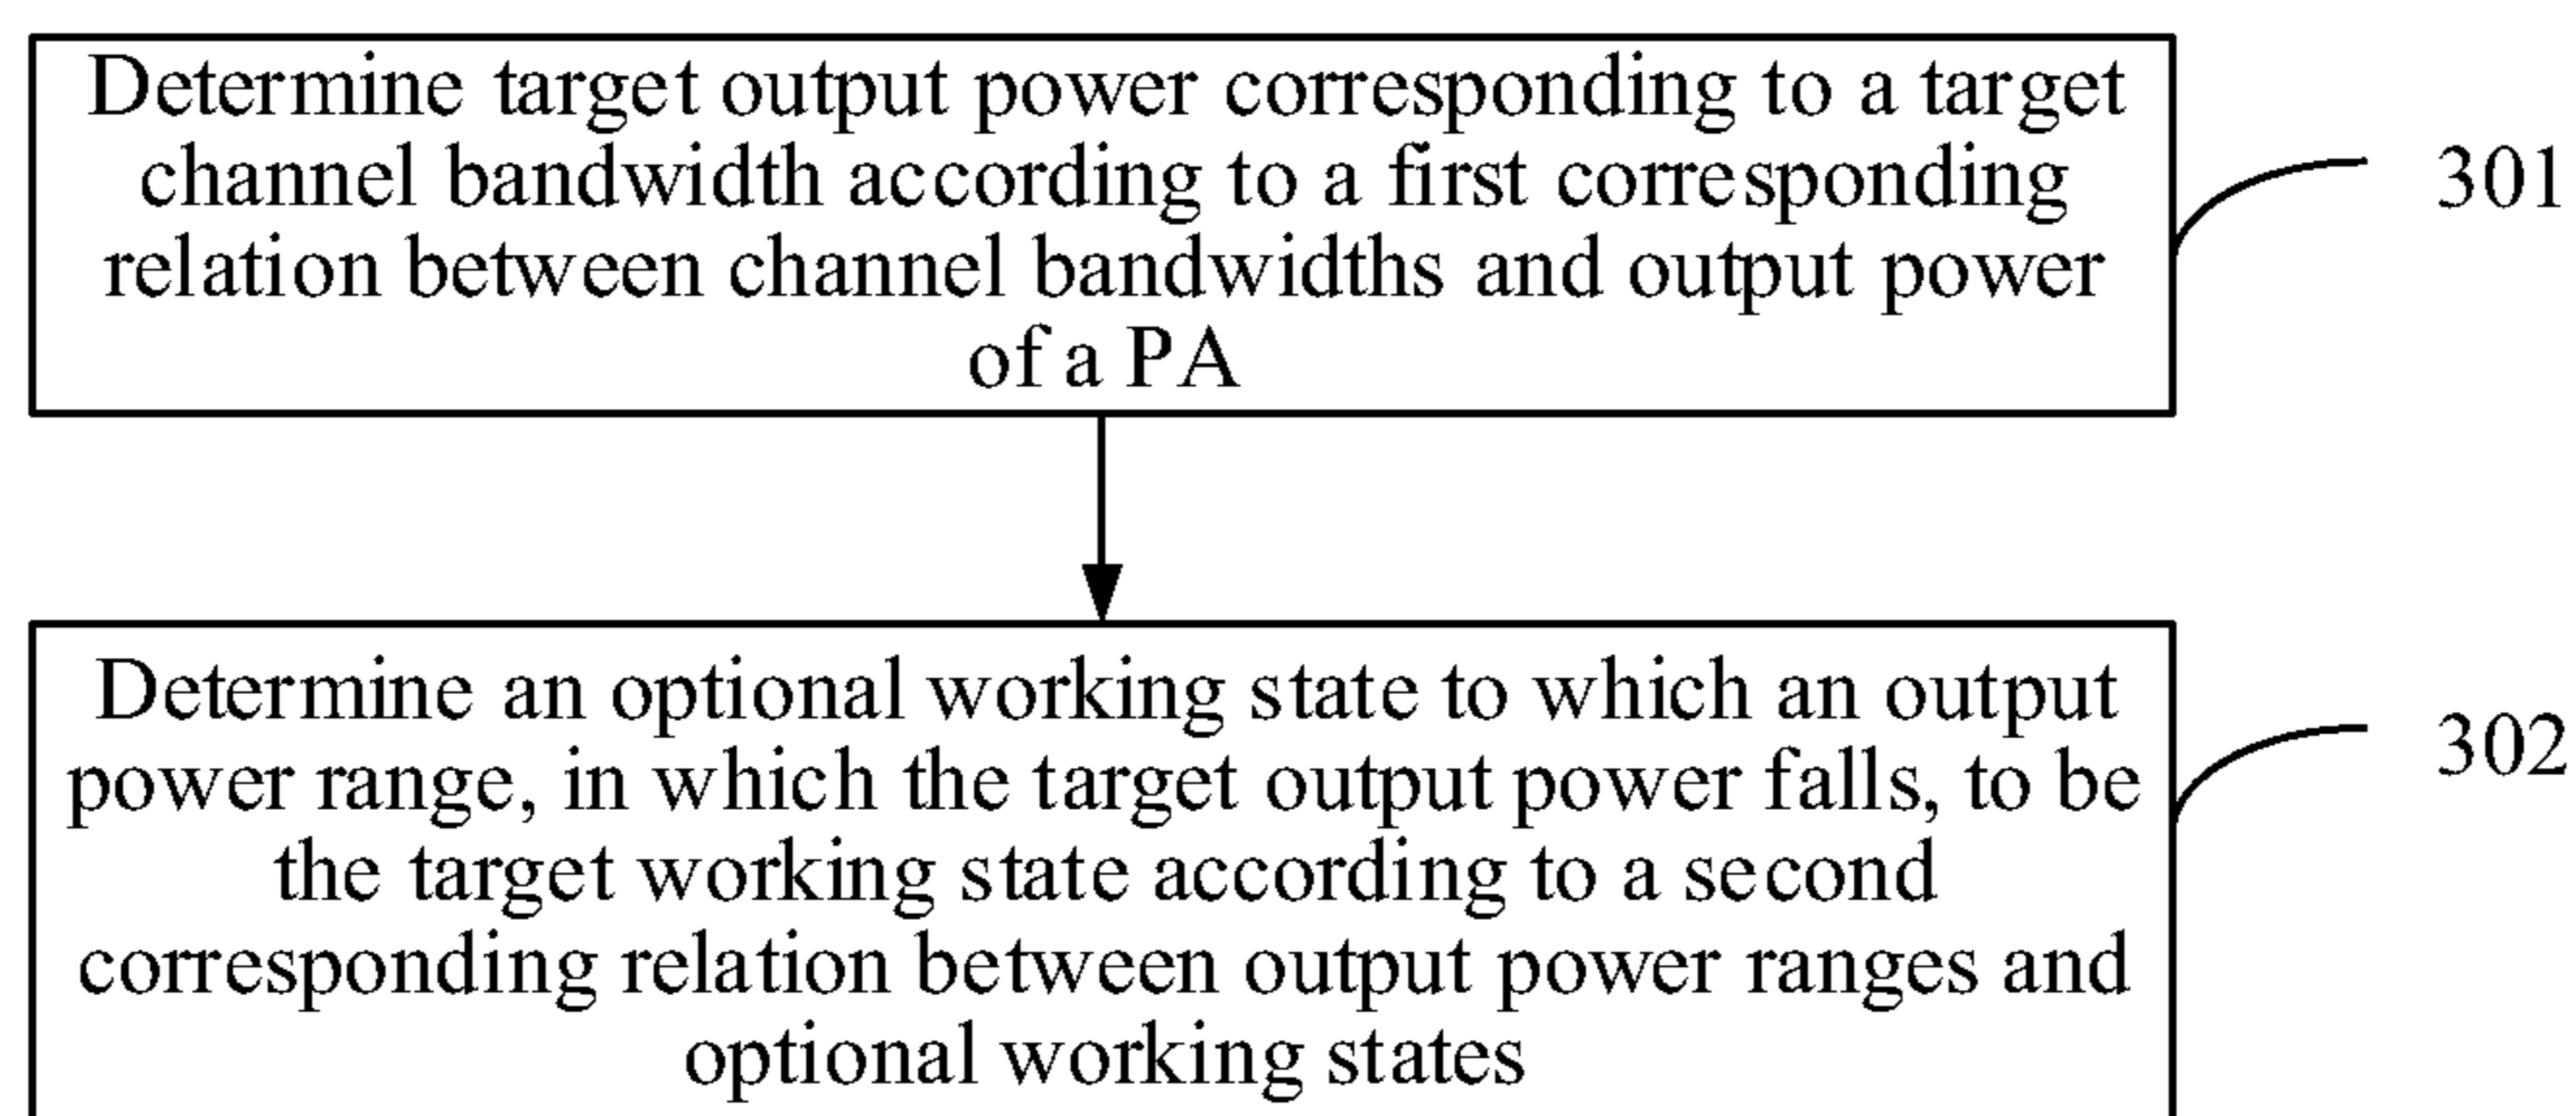 Determine target output power corresponding to a target
channel bandwidth according to a first corresponding
relation between channel bandwidths and output power
of a PA
301
Determine an optional working state to which an output
power range, in which the target output power falls, to be
the target working state according to a second
corresponding relation between output power ranges and
optional working states
302